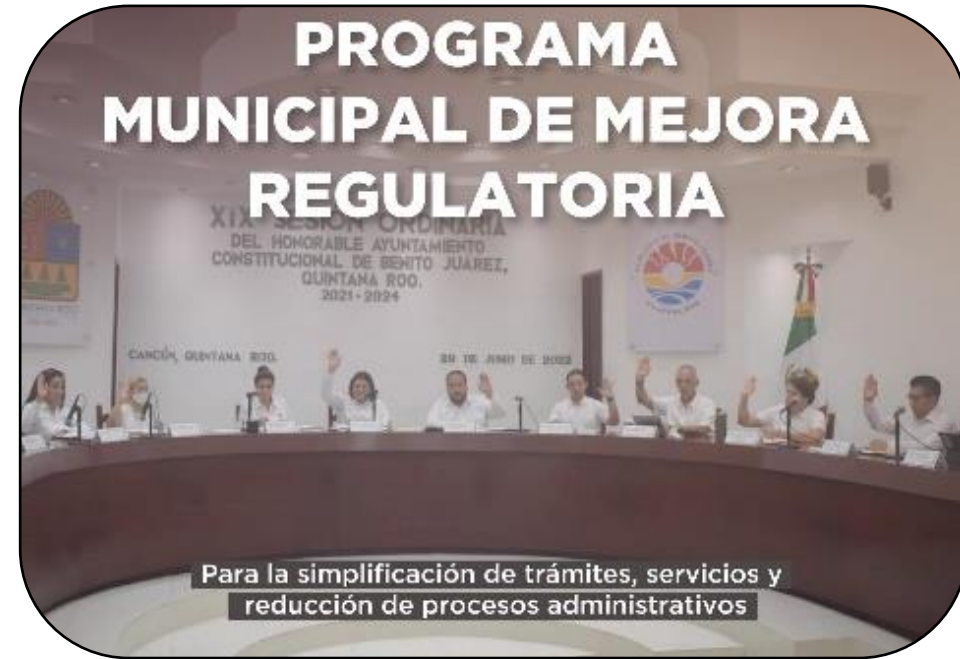 PROGRAMA
MUNICIPAL DE MEJORA
REGULATORIA
XIX SESIÓN ORDINARIA
DEL HONORABLE AYUNTAMIENTO
CONSTITUCIONAL DE BENITO JUAREZ,
QUINTANA ROO.
2021-2024
CANCÚN, QUINTANA ROO.
DE JUNIO DE 2022
Para la simplificación de trámites, servicios y
reducción de procesos administrativos